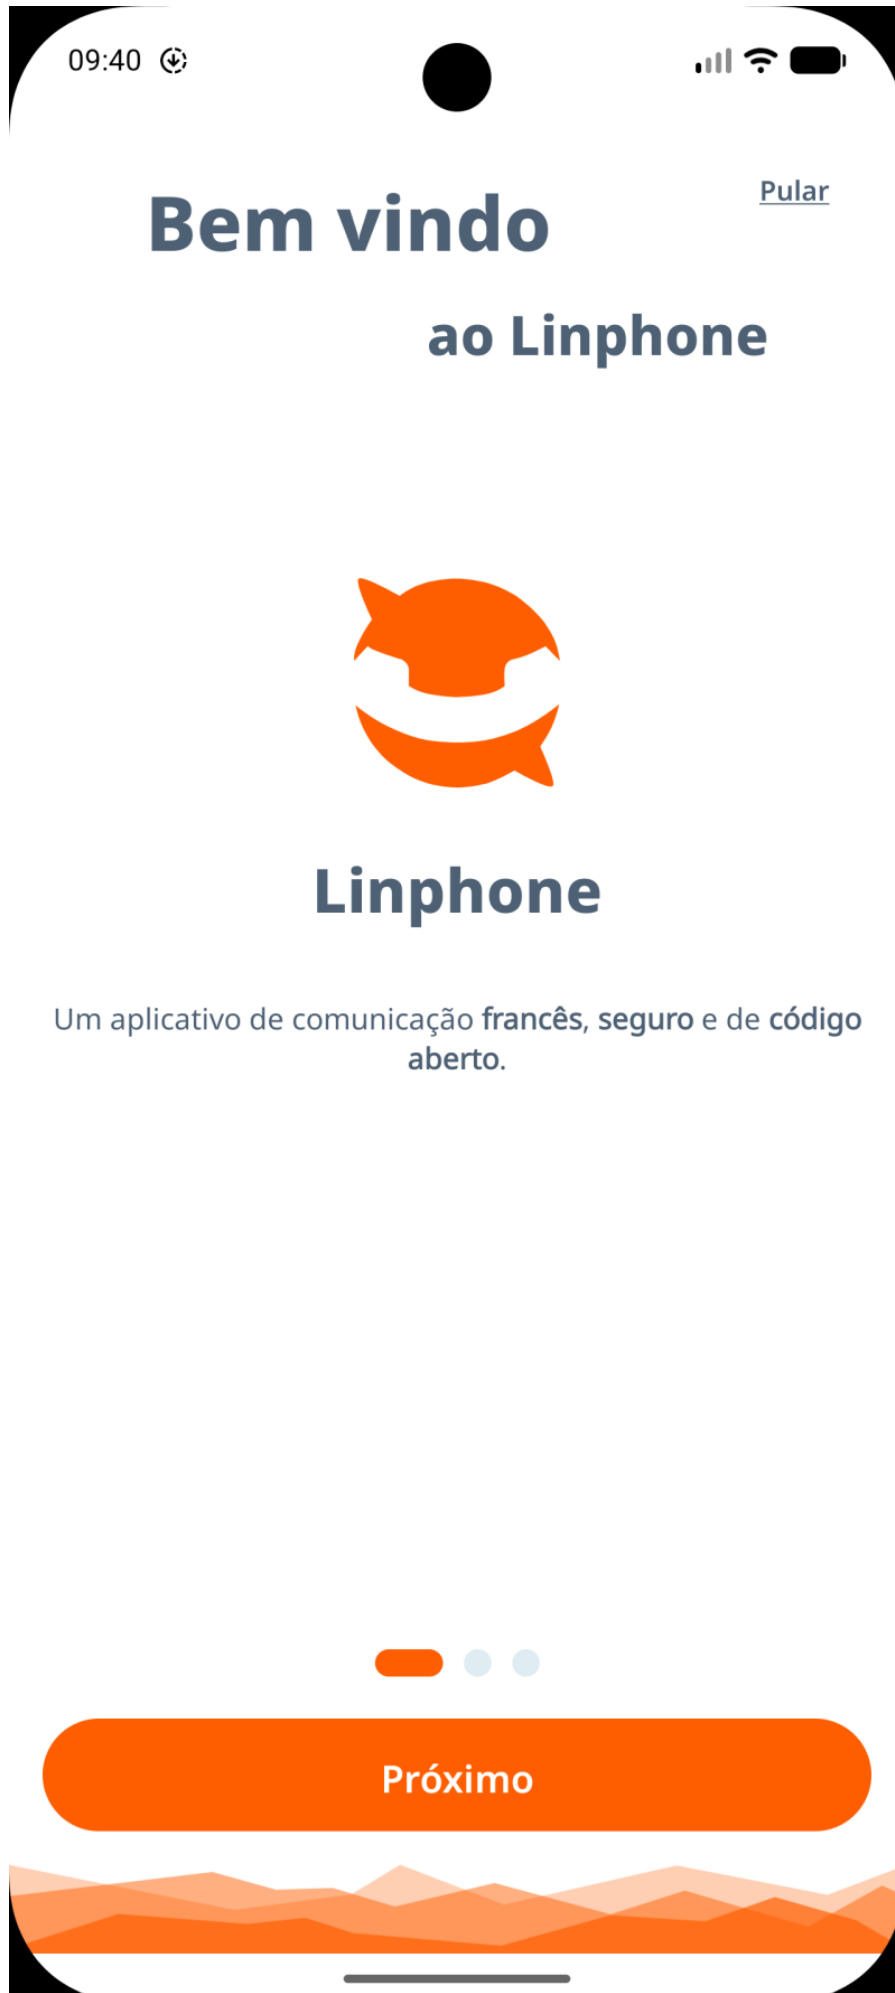 09:40
Pular
Bem vindo
ao Linphone
Linphone
Um aplicativo de comunicação francês, seguro e de código
aberto.
Próximo